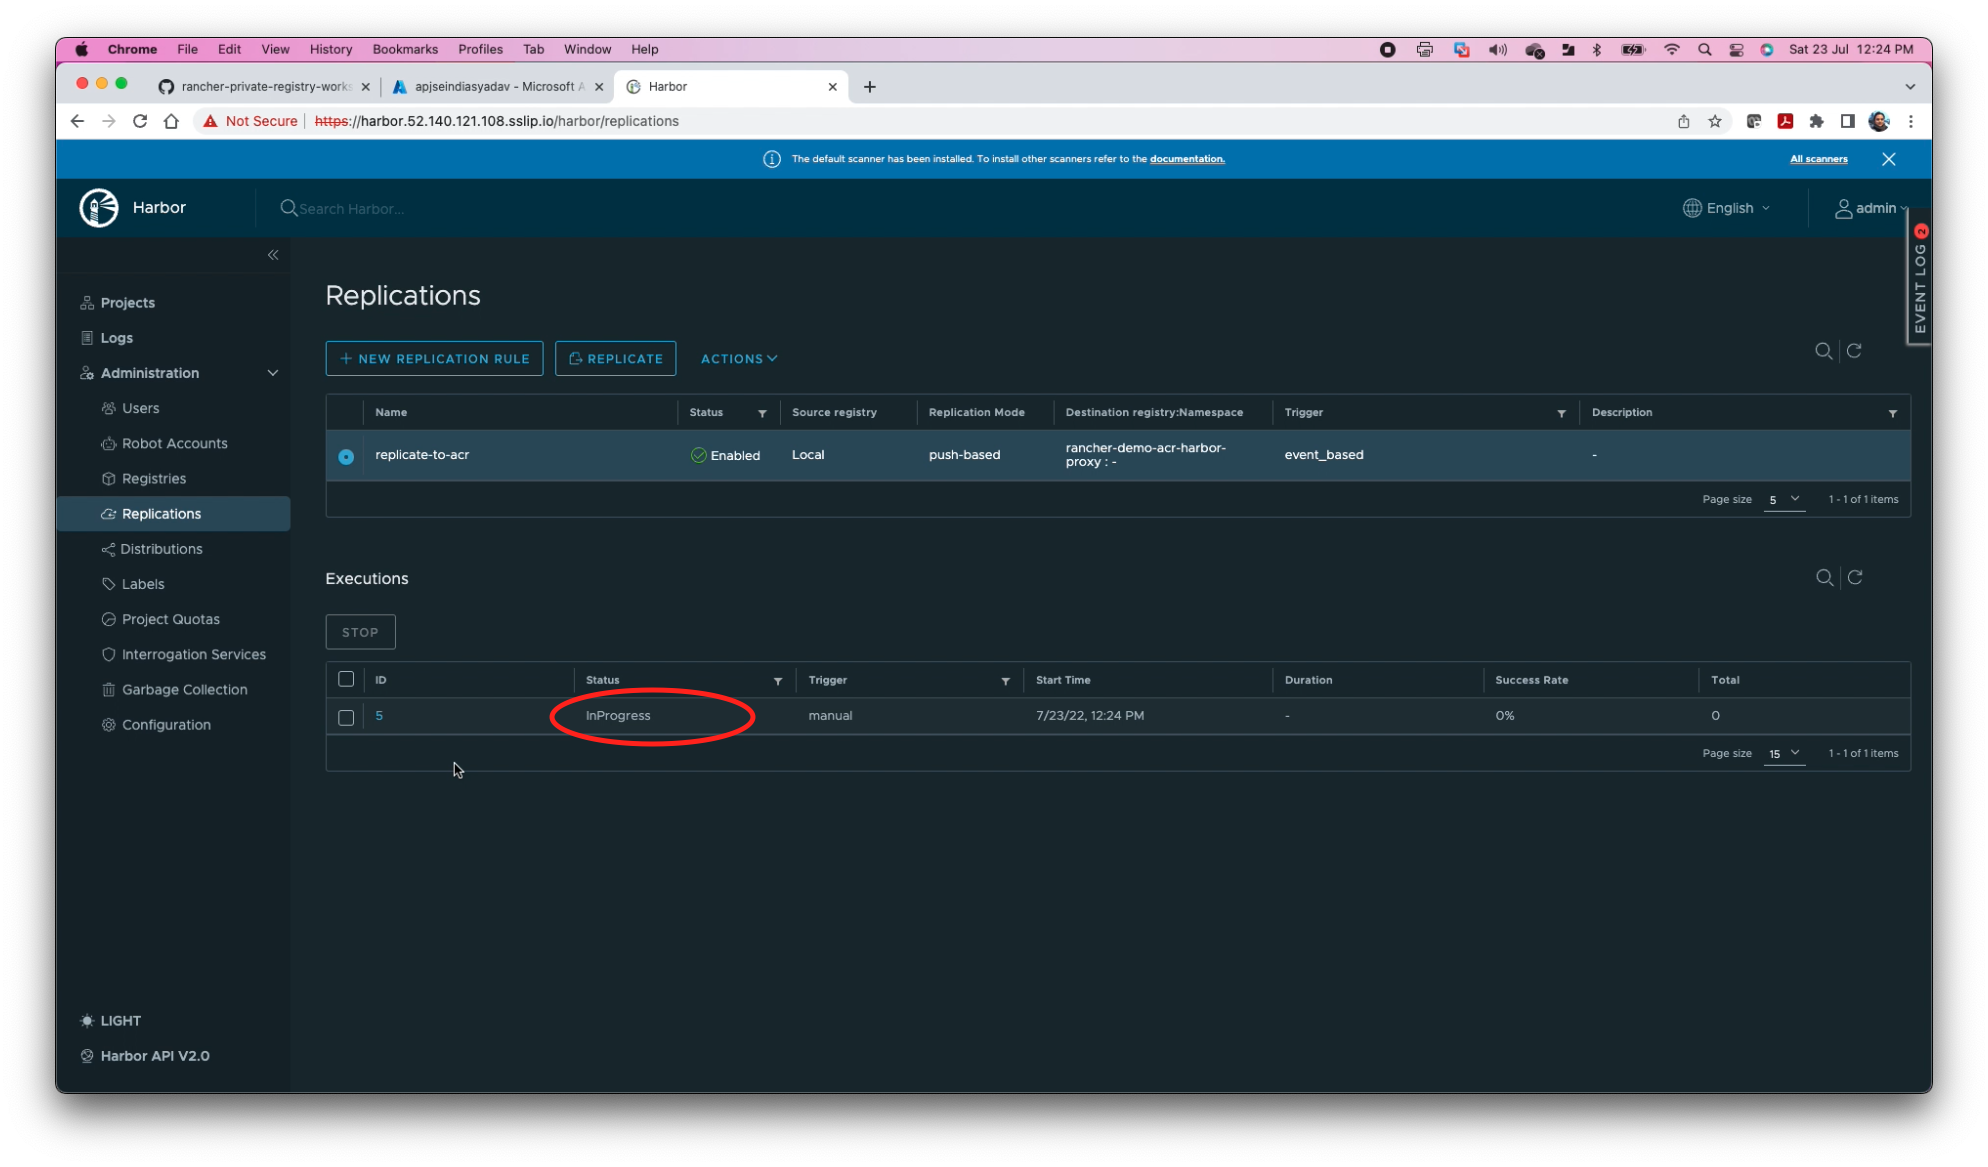 Chrome File Edit View History Bookmarks Profiles Tab Window Help Sat 23 Jul 12:24 PM
rancher-private-registry-works apjseindiasyadav - Microsoft A Harbor
Not Secure https://harbor.52.140.121.108.sslip.io/harbor/replications
The default scanner has been installed. To install other scanners refer to the documentation. All scanners
Harbor Search Harbor... English admin
EVENT LOG 2
Projects
Logs
Administration
Users
Robot Accounts
Registries
Replications
Distributions
Labels
Project Quotas
Interrogation Services
Garbage Collection
Configuration
LIGHT
Harbor API V2.0
Replications
NEW REPLICATION RULE REPLICATE ACTIONS
Name Status Source registry Replication Mode Destination registry:Namespace Trigger Description
replicate-to-acr Enabled Local push-based rancher-demo-acr-harbor-proxy : - event_based -
Page size 5 1 - 1 of 1 items
Executions
STOP
ID Status Trigger Start Time Duration Success Rate Total
5 InProgress manual 7/23/22, 12:24 PM - 0% 0
Page size 15 1 - 1 of 1 items